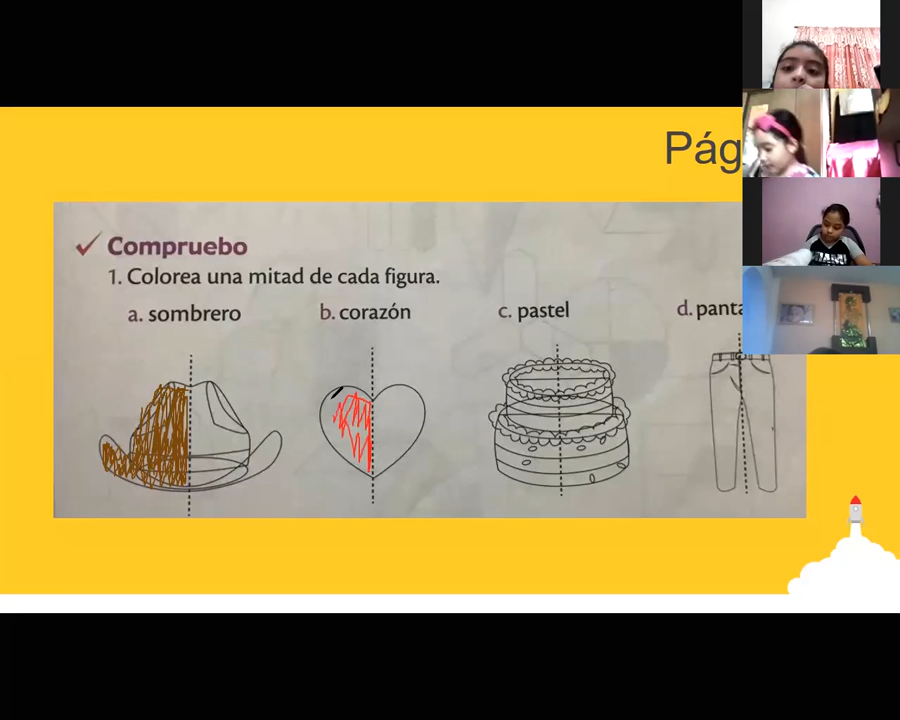 Pág
Compruebo
1. Colorea una mitad de cada figura.
a. sombrero b. corazón c. pastel d. panta